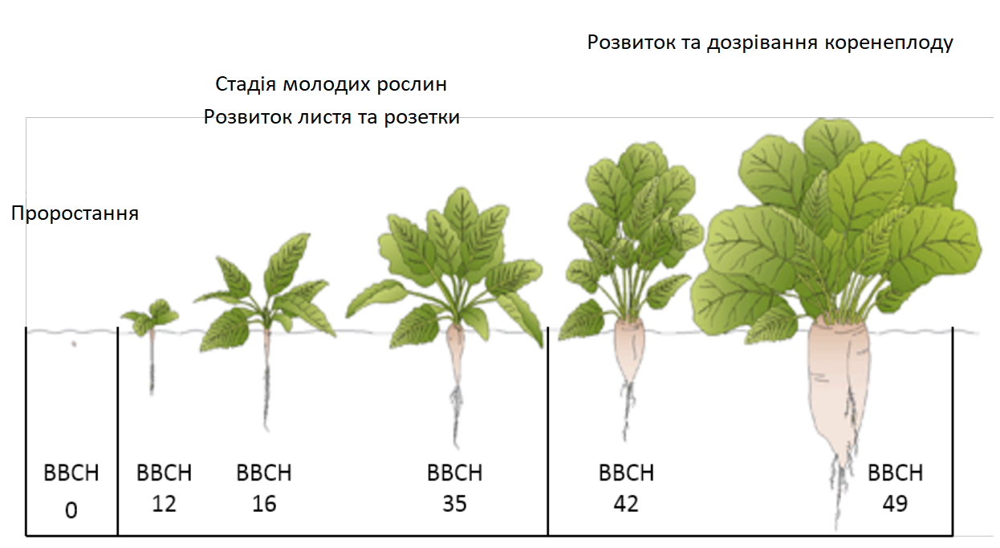 Розвиток та дозрівання коренеплоду
Стадія молодих рослин
Розвиток листя та розетки
Проростання
BBCH
0
BBCH
12
BBCH
16
BBCH
35
BBCH
42
BBCH
49